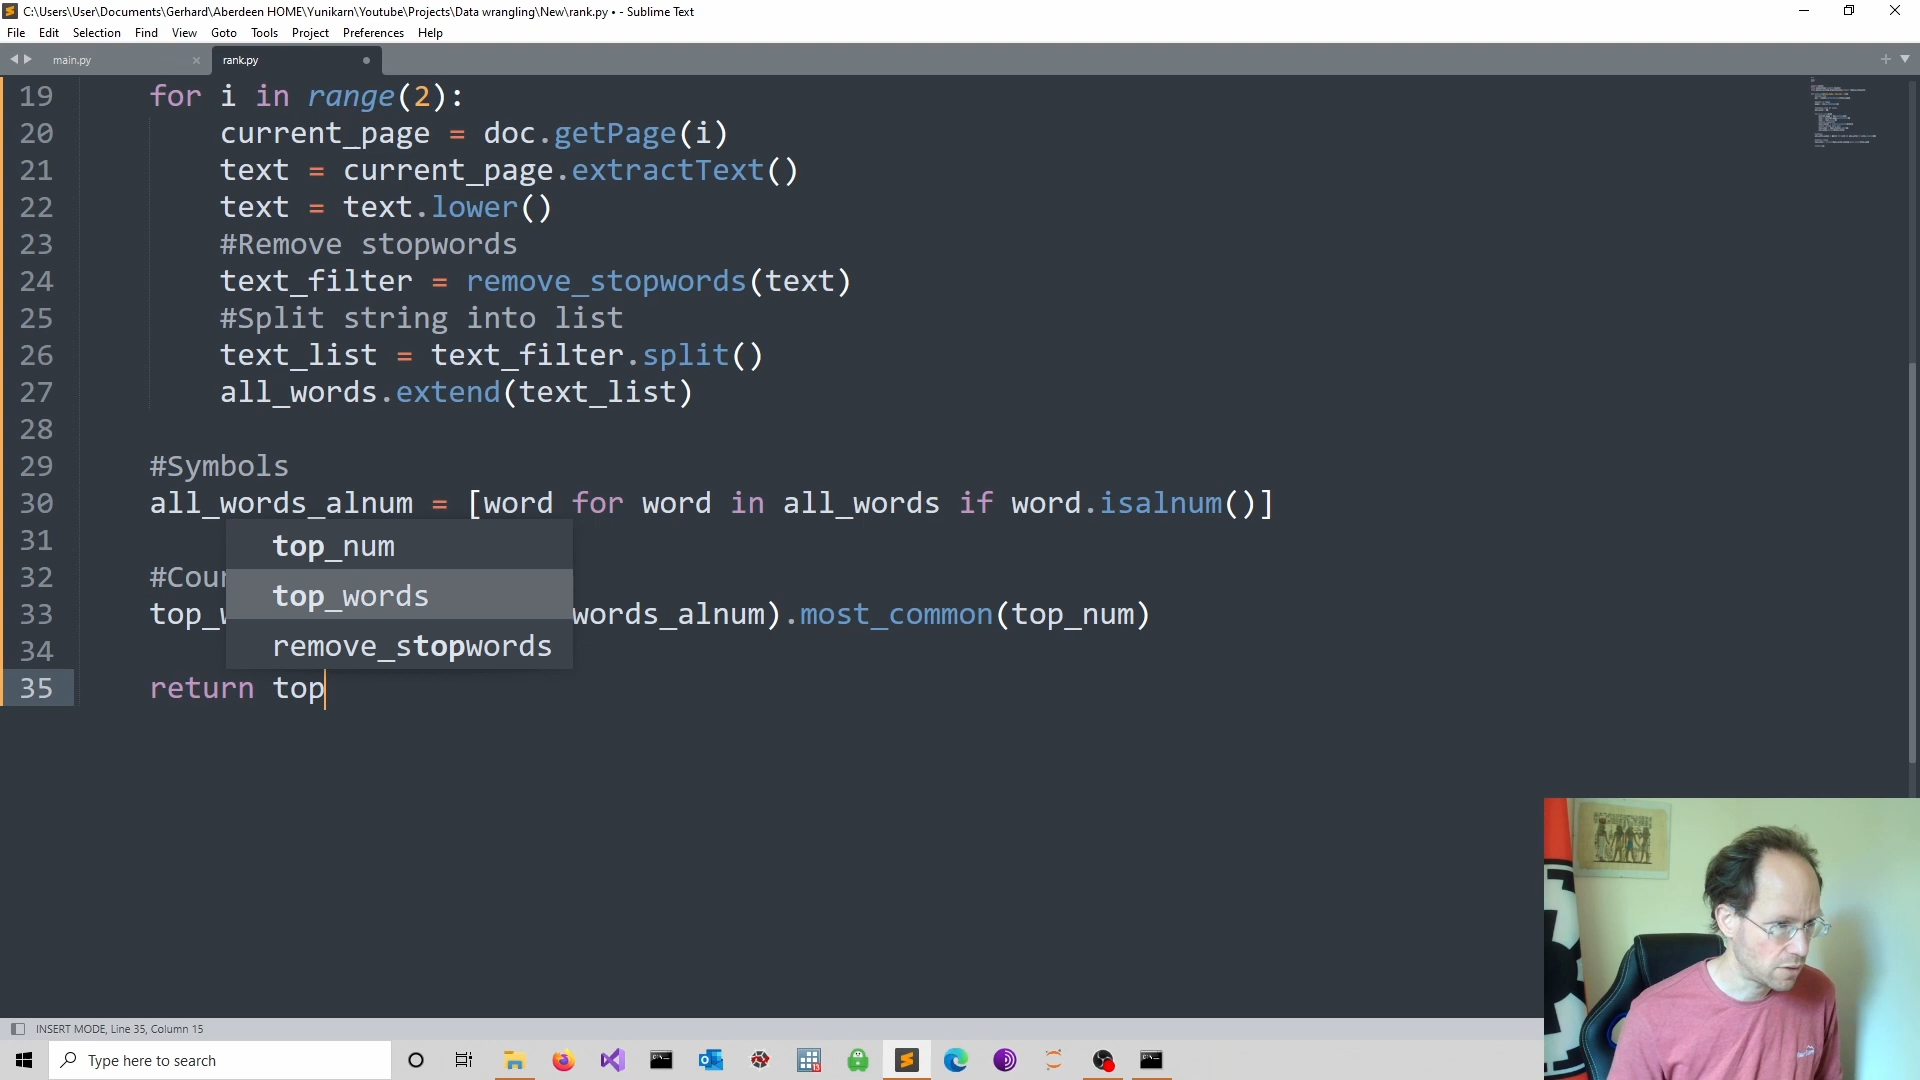 C:\Users\User\Documents\Gerhard\Aberdeen HOME\Yunikarn\Youtube\Projects\Data wrangling\New\rank.py • - Sublime Text
File Edit Selection Find View Goto Tools Project Preferences Help
main.py rank.py
19 for i in range(2):
20 current_page = doc.getPage(i)
21 text = current_page.extractText()
22 text = text.lower()
23 #Remove stopwords
24 text_filter = remove_stopwords(text)
25 #Split string into list
26 text_list = text_filter.split()
27 all_words.extend(text_list)
28
29 #Symbols
30 all_words_alnum = [word for word in all_words if word.isalnum()]
31
top_num
32 #Cou
top_words
33 top_ words_alnum).most_common(top_num)
remove_stopwords
34
35 return top
INSERT MODE, Line 35, Column 15
Type here to search